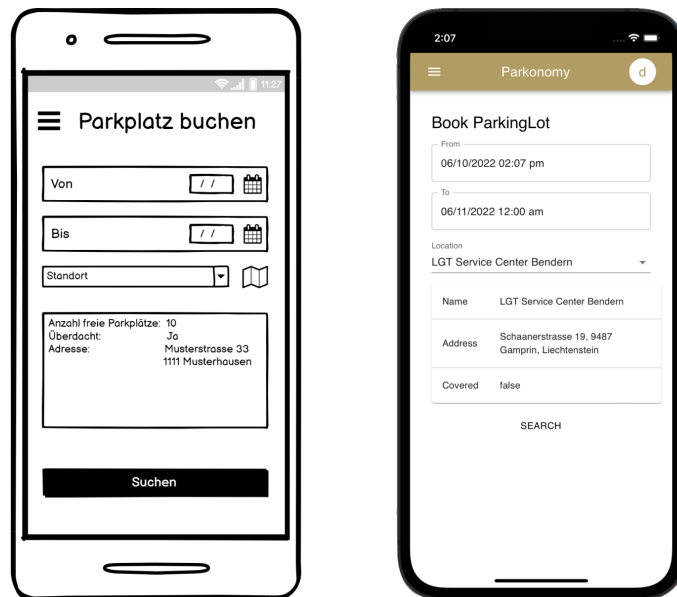 11:27
Parkplatz buchen
Von
/ /
Bis
/ /
Standort
Anzahl freie Parkplätze: 10
Überdacht: Ja
Adresse: Musterstrasse 33
1111 Musterhausen
Suchen
2:07
Parkonomy
d
Book ParkingLot
From
06/10/2022 02:07 pm
To
06/11/2022 12:00 am
Location
LGT Service Center Bendern
Name LGT Service Center Bendern
Address Schaanerstrasse 19, 9487
Gamprin, Liechtenstein
Covered false
SEARCH